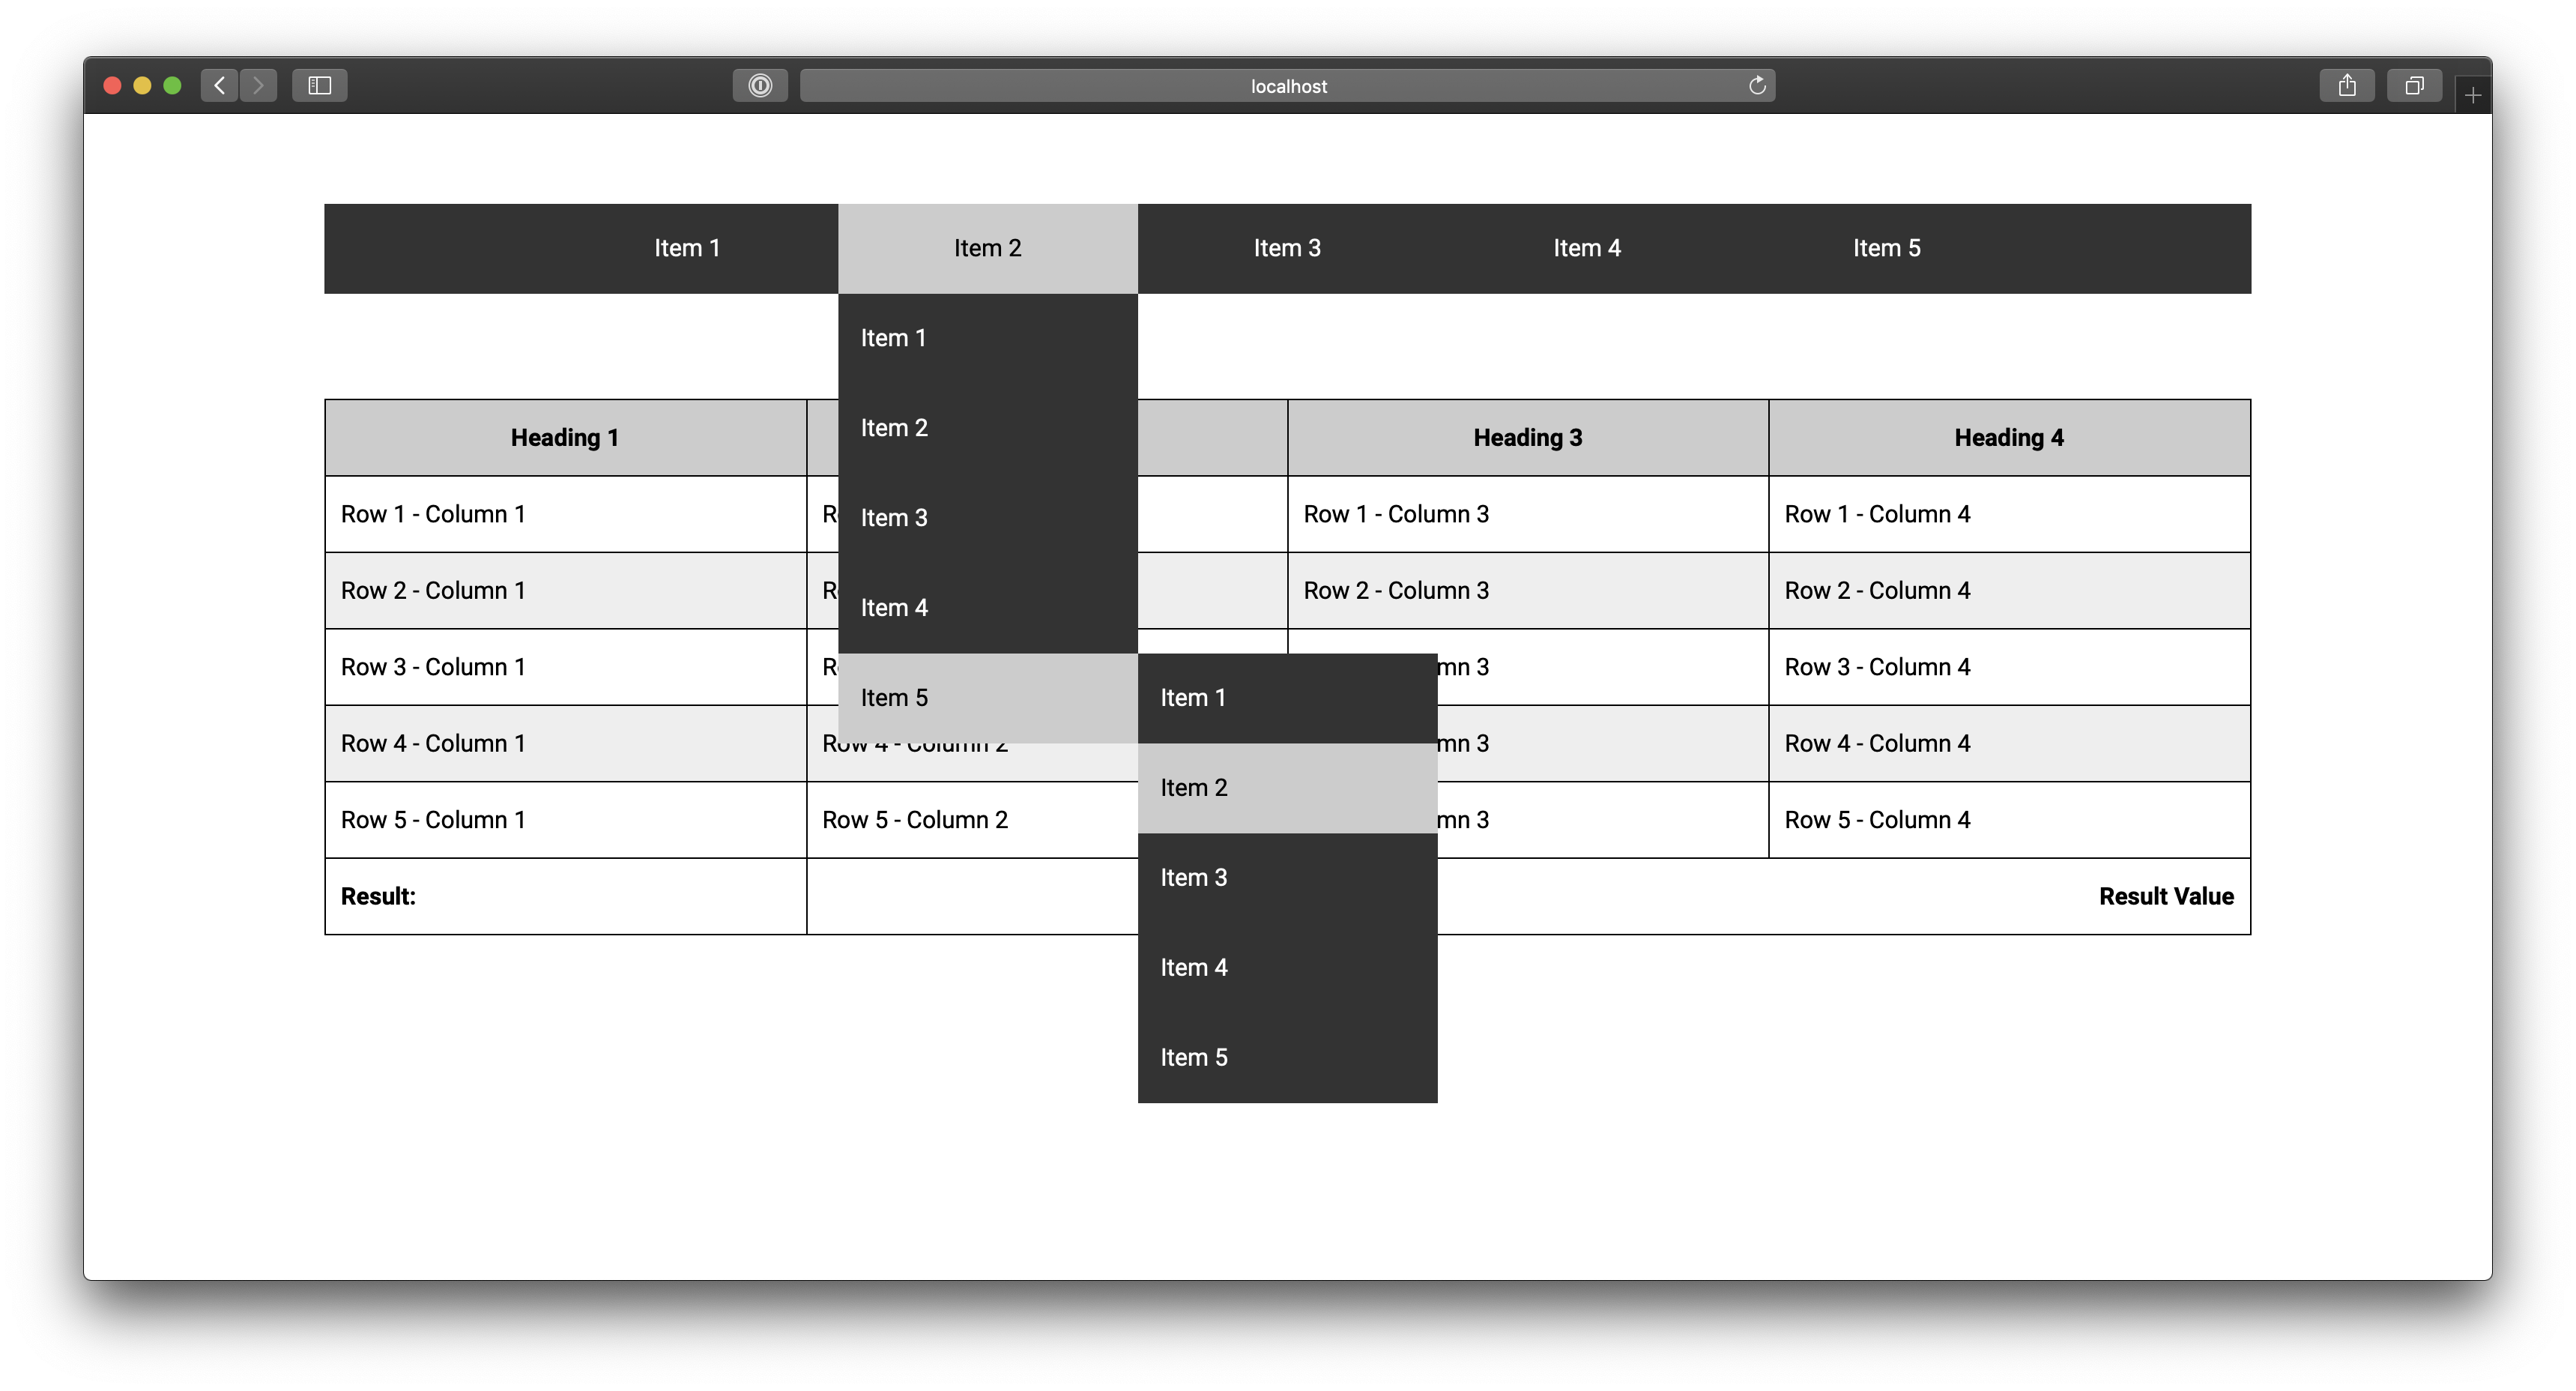 localhost
Item 1 Item 2 Item 3 Item 4 Item 5
Item 1
Item 2
Item 3
Item 4
Item 5
Item 1
Item 2
Item 3
Item 4
Item 5
Heading 1 Heading 3 Heading 4
Row 1 - Column 1 Row 1 - Column 3 Row 1 - Column 4
Row 2 - Column 1 Row 2 - Column 3 Row 2 - Column 4
Row 3 - Column 1 mn 3 Row 3 - Column 4
Row 4 - Column 1 Row 4 - Column 2 mn 3 Row 4 - Column 4
Row 5 - Column 1 Row 5 - Column 2 mn 3 Row 5 - Column 4
Result: Result Value